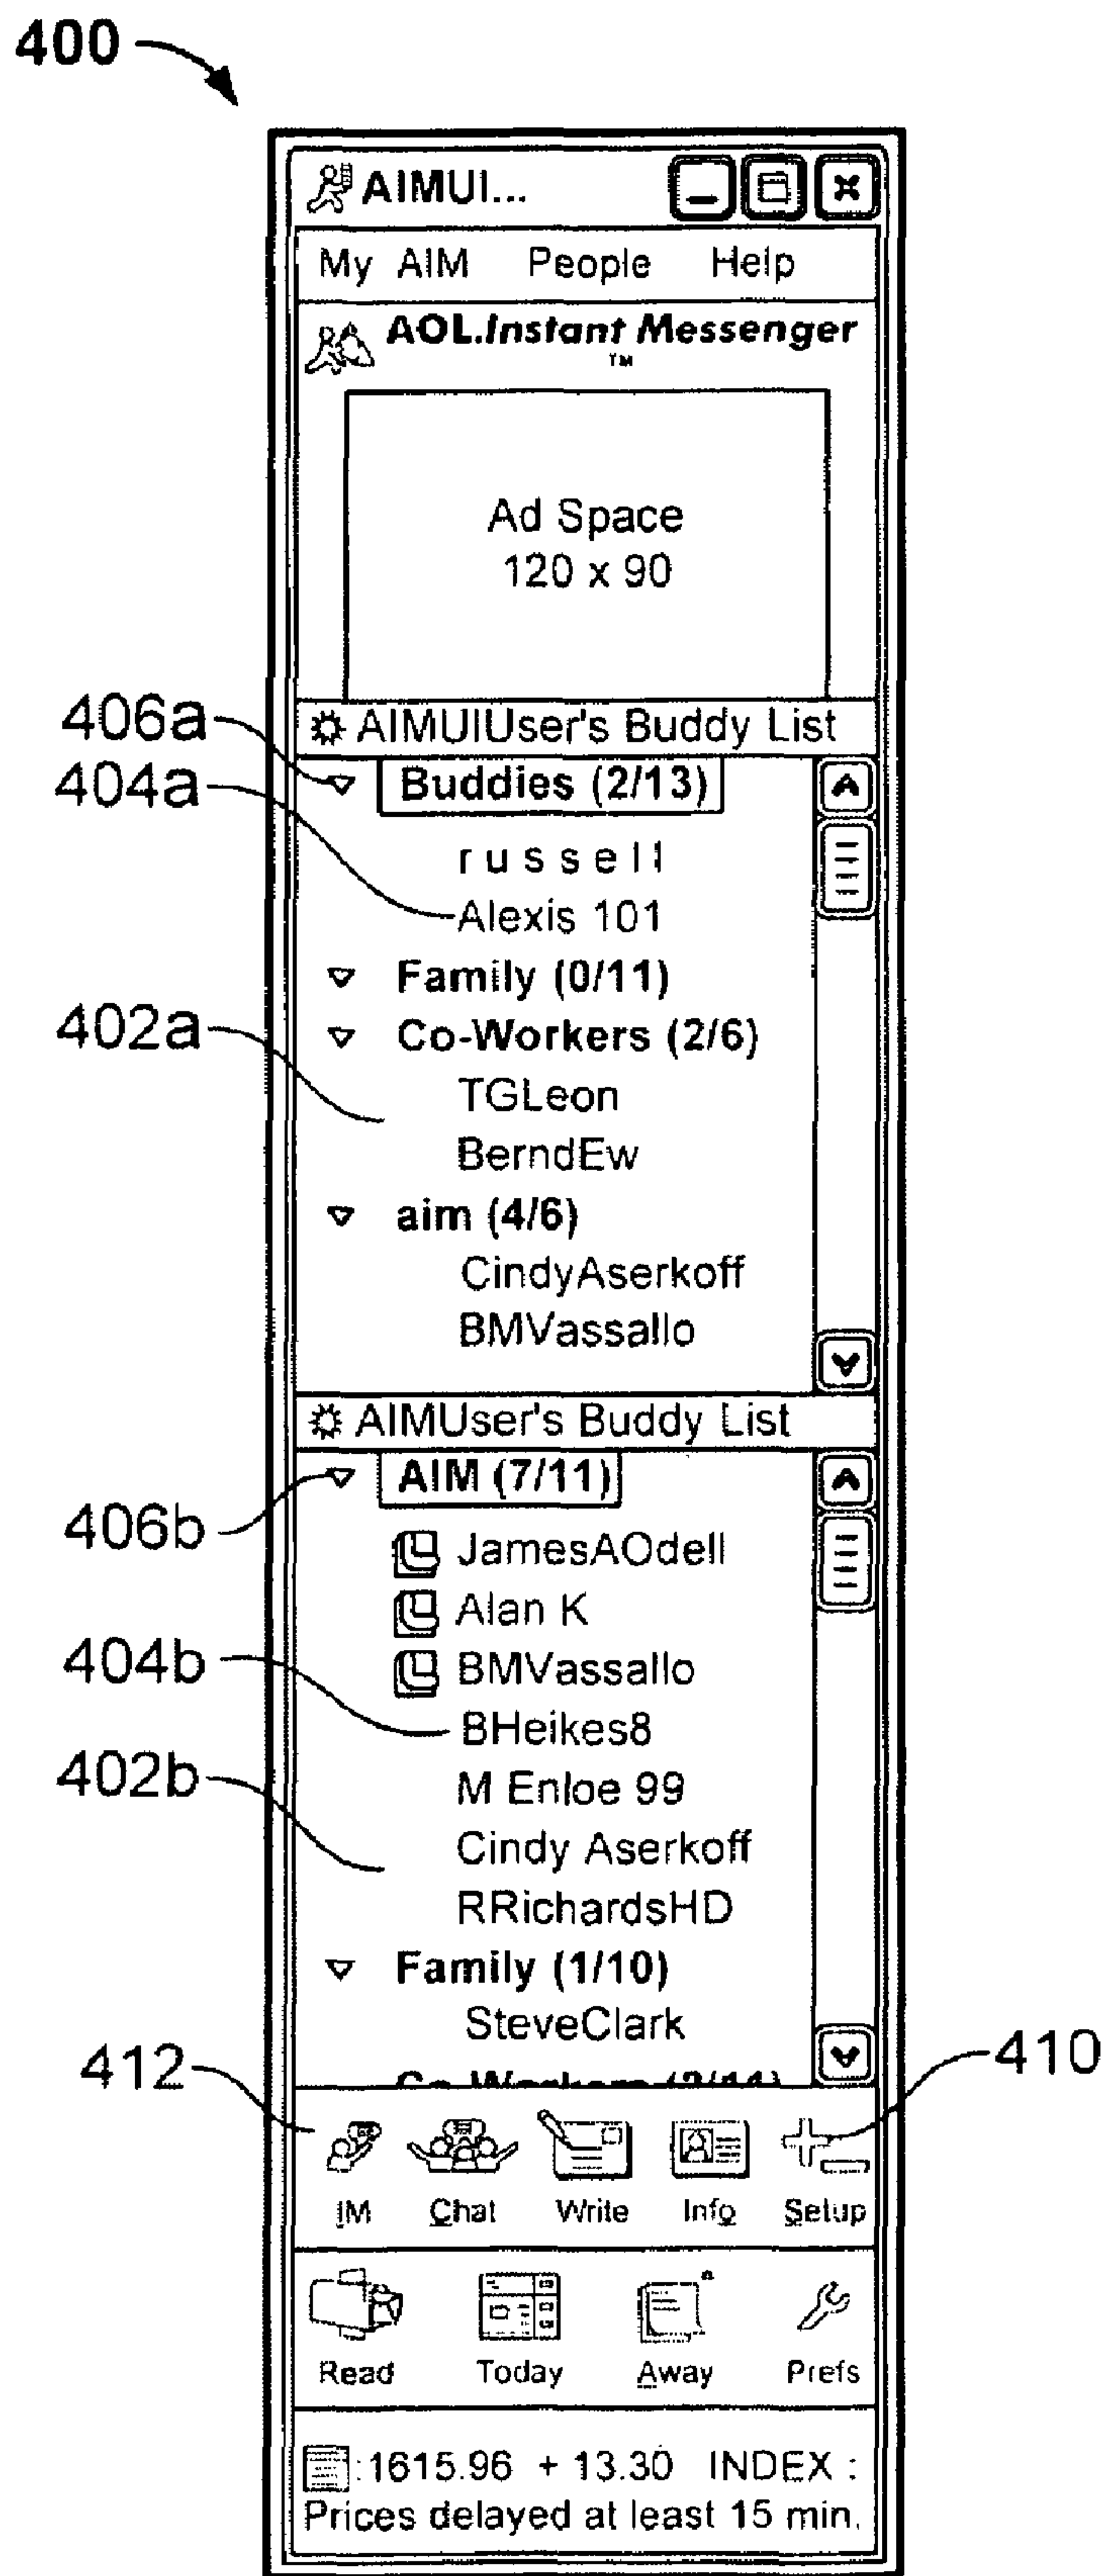 400
AIMUI...
My AIM People Help
AOL.Instant Messenger
TM
Ad Space
120 x 90
AIMUIUser's Buddy List
406a
Buddies (2/13)
404a
russell
Alexis 101
Family (0/11)
402a
Co-Workers (2/6)
TGLeon
BerndEw
aim (4/6)
CindyAserkoff
BMVassallo
AIMUser's Buddy List
AIM (7/11)
406b
JamesAOdell
Alan K
404b
BMVassallo
BHeikes8
402b
M Enloe 99
Cindy Aserkoff
RRichardsHD
Family (1/10)
SteveClark
412
410
Co-Workers
IM Chat Write Info Setup
Read Today Away Prefs
:1615.96 + 13.30 INDEX :
Prices delayed at least 15 min.